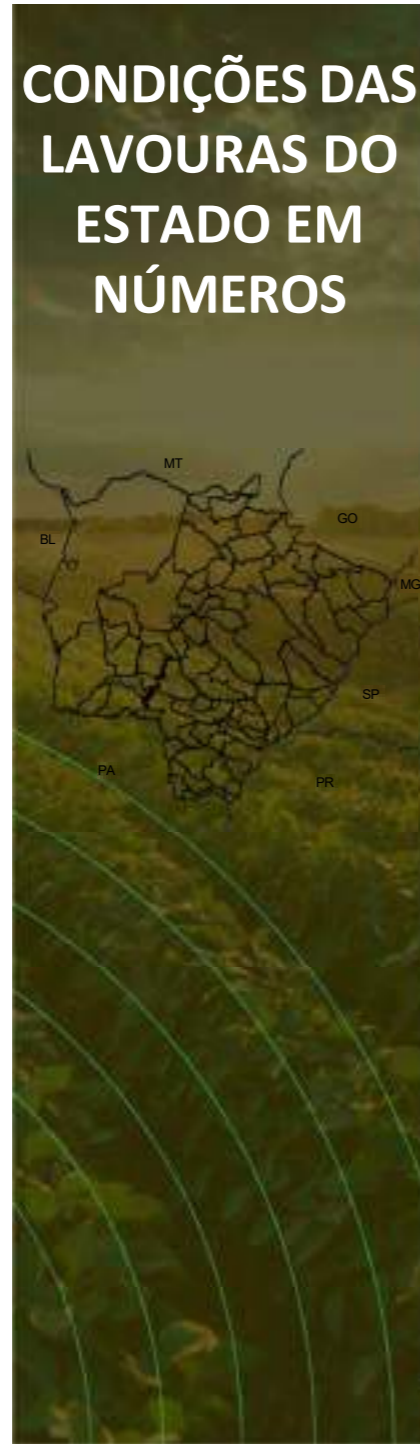 CONDIÇÕES DAS
LAVOURAS DO
ESTADO EM
NÚMEROS
MT
GO
BL
MG
SP
PA
PR